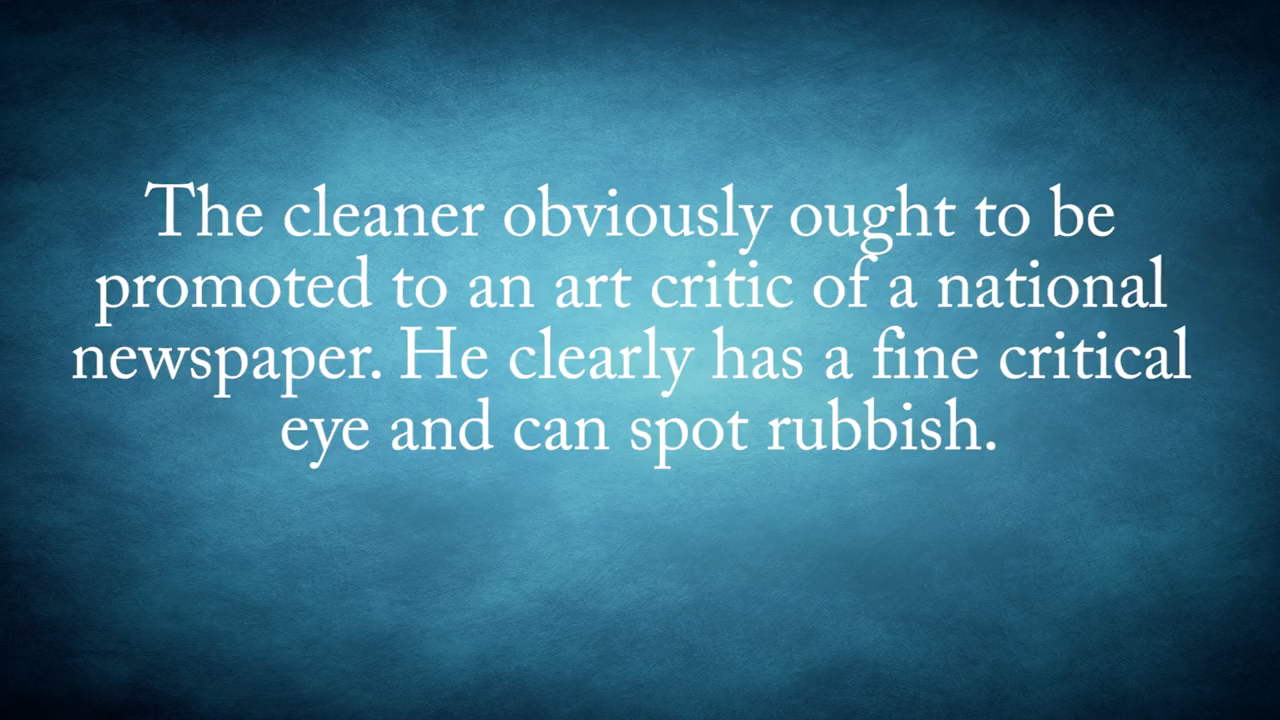 The cleaner obviously ought to be
promoted to an art critic of a national
newspaper. He clearly has a fine critical
eye and can spot rubbish.